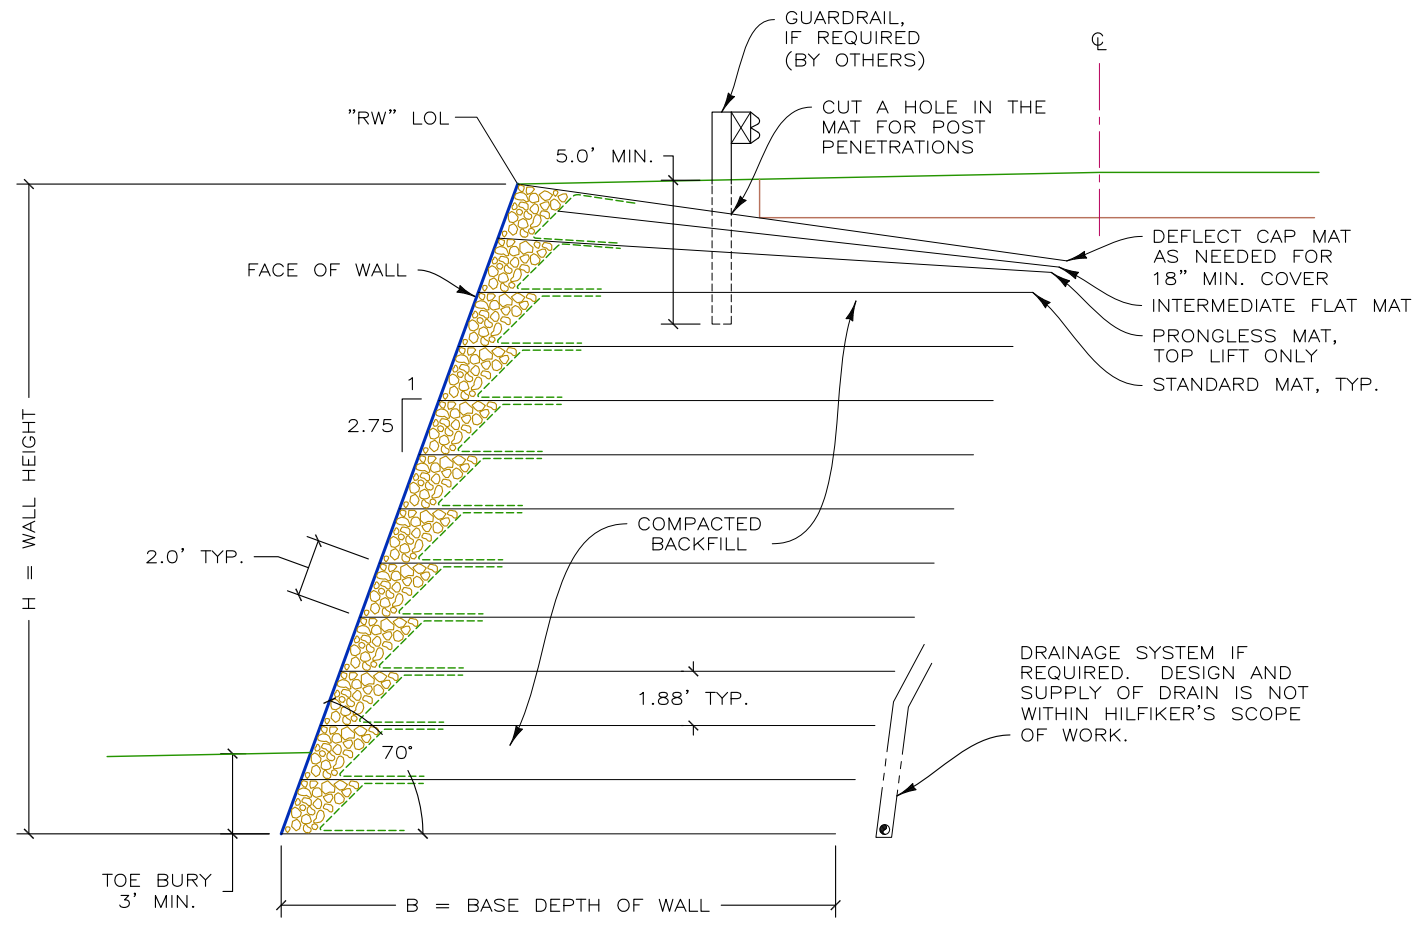 GUARDRAIL,
IF REQUIRED
(BY OTHERS)
℄
"RW" LOL
CUT A HOLE IN THE
MAT FOR POST
PENETRATIONS
5.0' MIN.
DEFLECT CAP MAT
AS NEEDED FOR
18" MIN. COVER
FACE OF WALL
INTERMEDIATE FLAT MAT
PRONGLESS MAT,
TOP LIFT ONLY
STANDARD MAT, TYP.
1
2.75
H = WALL HEIGHT
COMPACTED
BACKFILL
2.0' TYP.
DRAINAGE SYSTEM IF
REQUIRED. DESIGN AND
SUPPLY OF DRAIN IS NOT
WITHIN HILFIKER'S SCOPE
OF WORK.
1.88' TYP.
70°
TOE BURY
3' MIN.
B = BASE DEPTH OF WALL